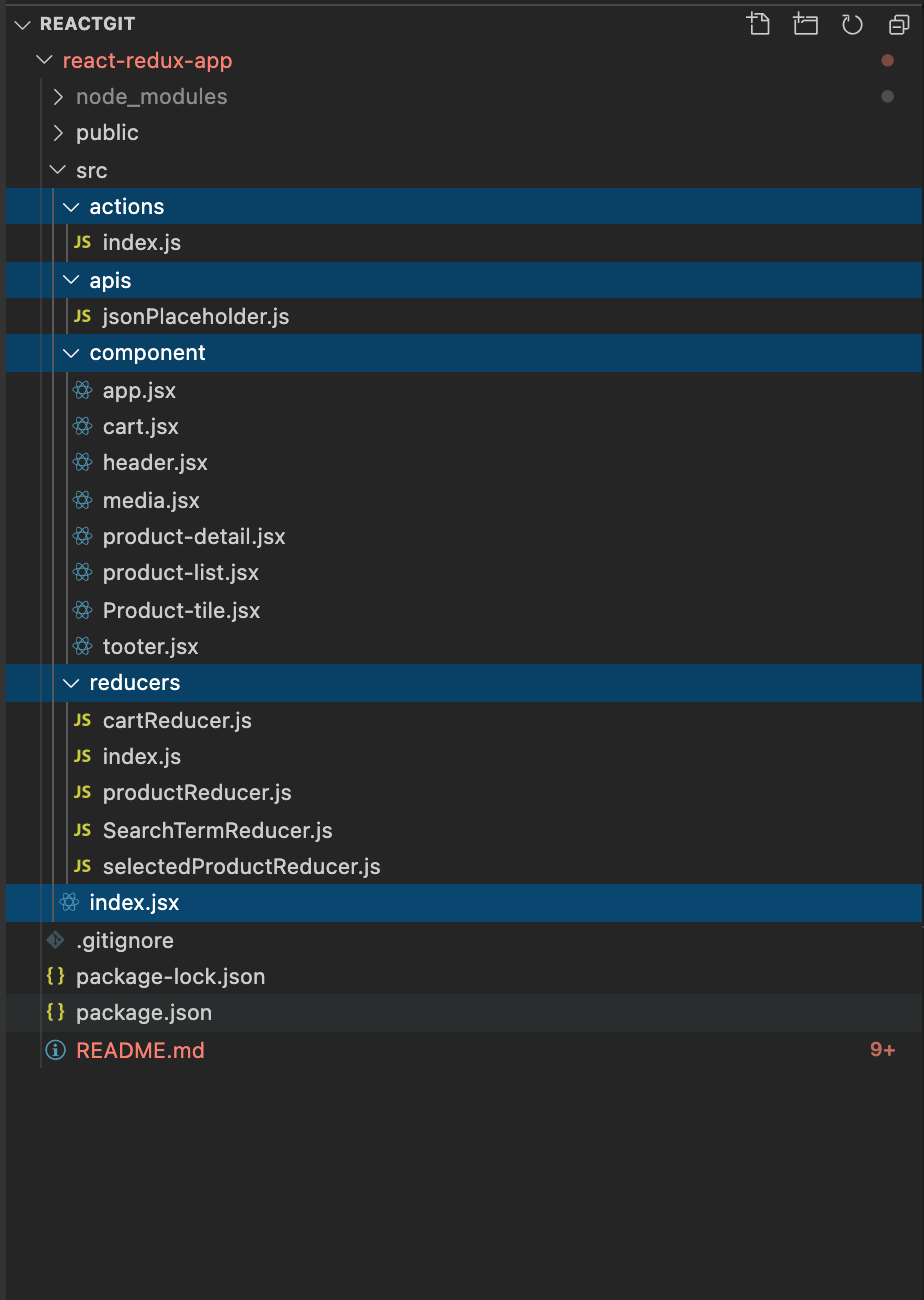 REACTGIT
react-redux-app
node_modules
public
src
actions
JS index.js
apis
JS jsonPlaceholder.js
component
app.jsx
cart.jsx
header.jsx
media.jsx
product-detail.jsx
product-list.jsx
Product-tile.jsx
tooter.jsx
reducers
JS cartReducer.js
JS index.js
JS productReducer.js
JS SearchTermReducer.js
JS selectedProductReducer.js
index.jsx
.gitignore
{} package-lock.json
{} package.json
README.md 9+